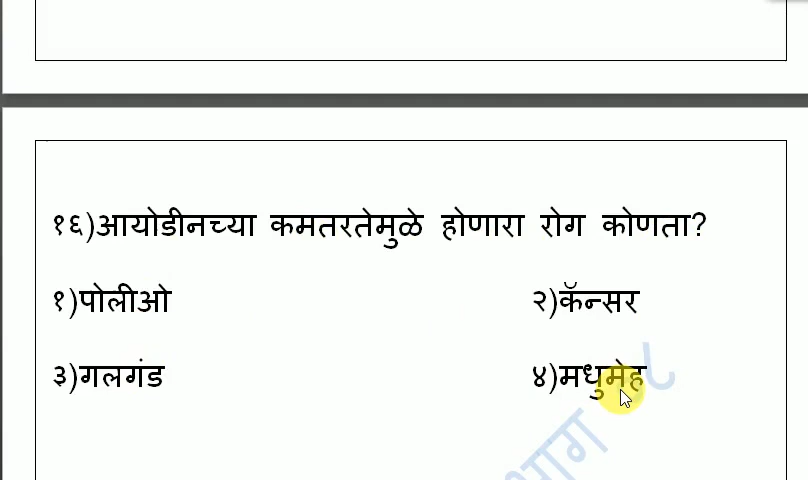 १६)आयोडीनच्या कमतरतेमुळे होणारा रोग कोणता?
१)पोलीओ २)कॅन्सर
३)गलगंड ४)मधुमेह
भाग